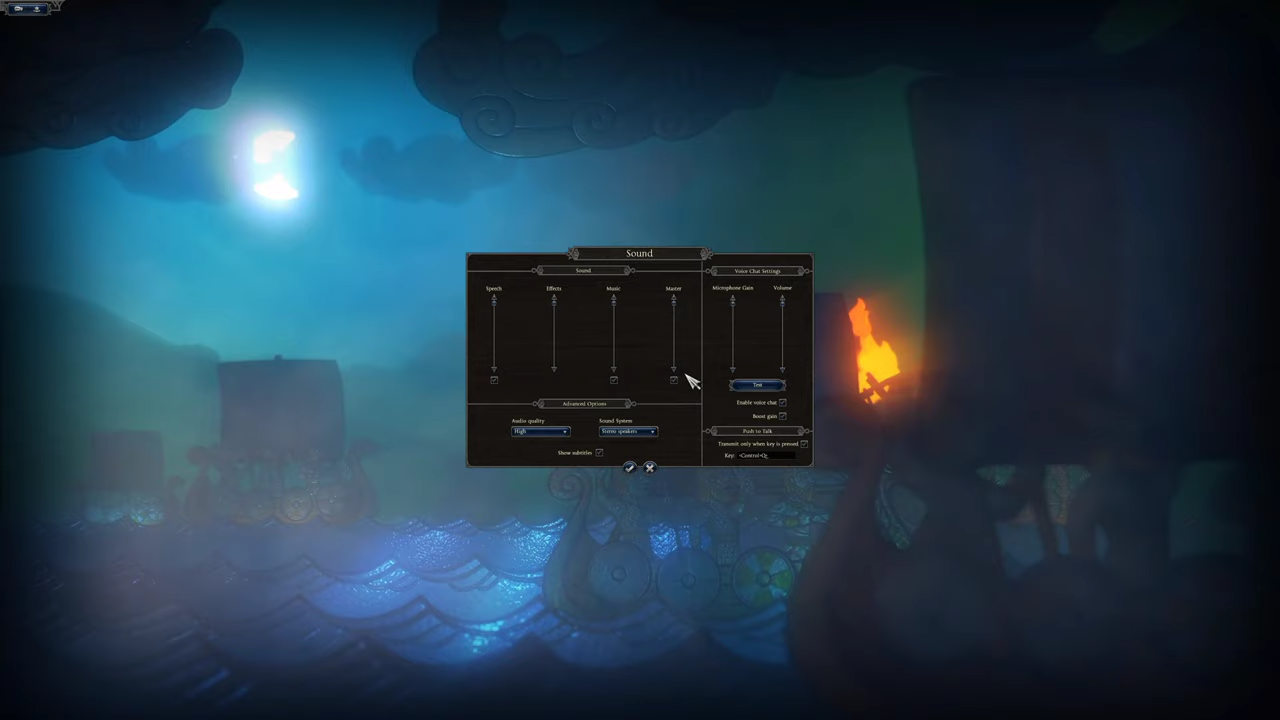 Sound
Sound
Speech
Effects
Music
Master
Advanced Options
Audio quality
Sound System
High
Stereo speakers
Show subtitles
Voice Chat Settings
Microphone Gain
Volume
Test
Enable voice chat
Boost gain
Push to Talk
Transmit only when key is pressed
Key: